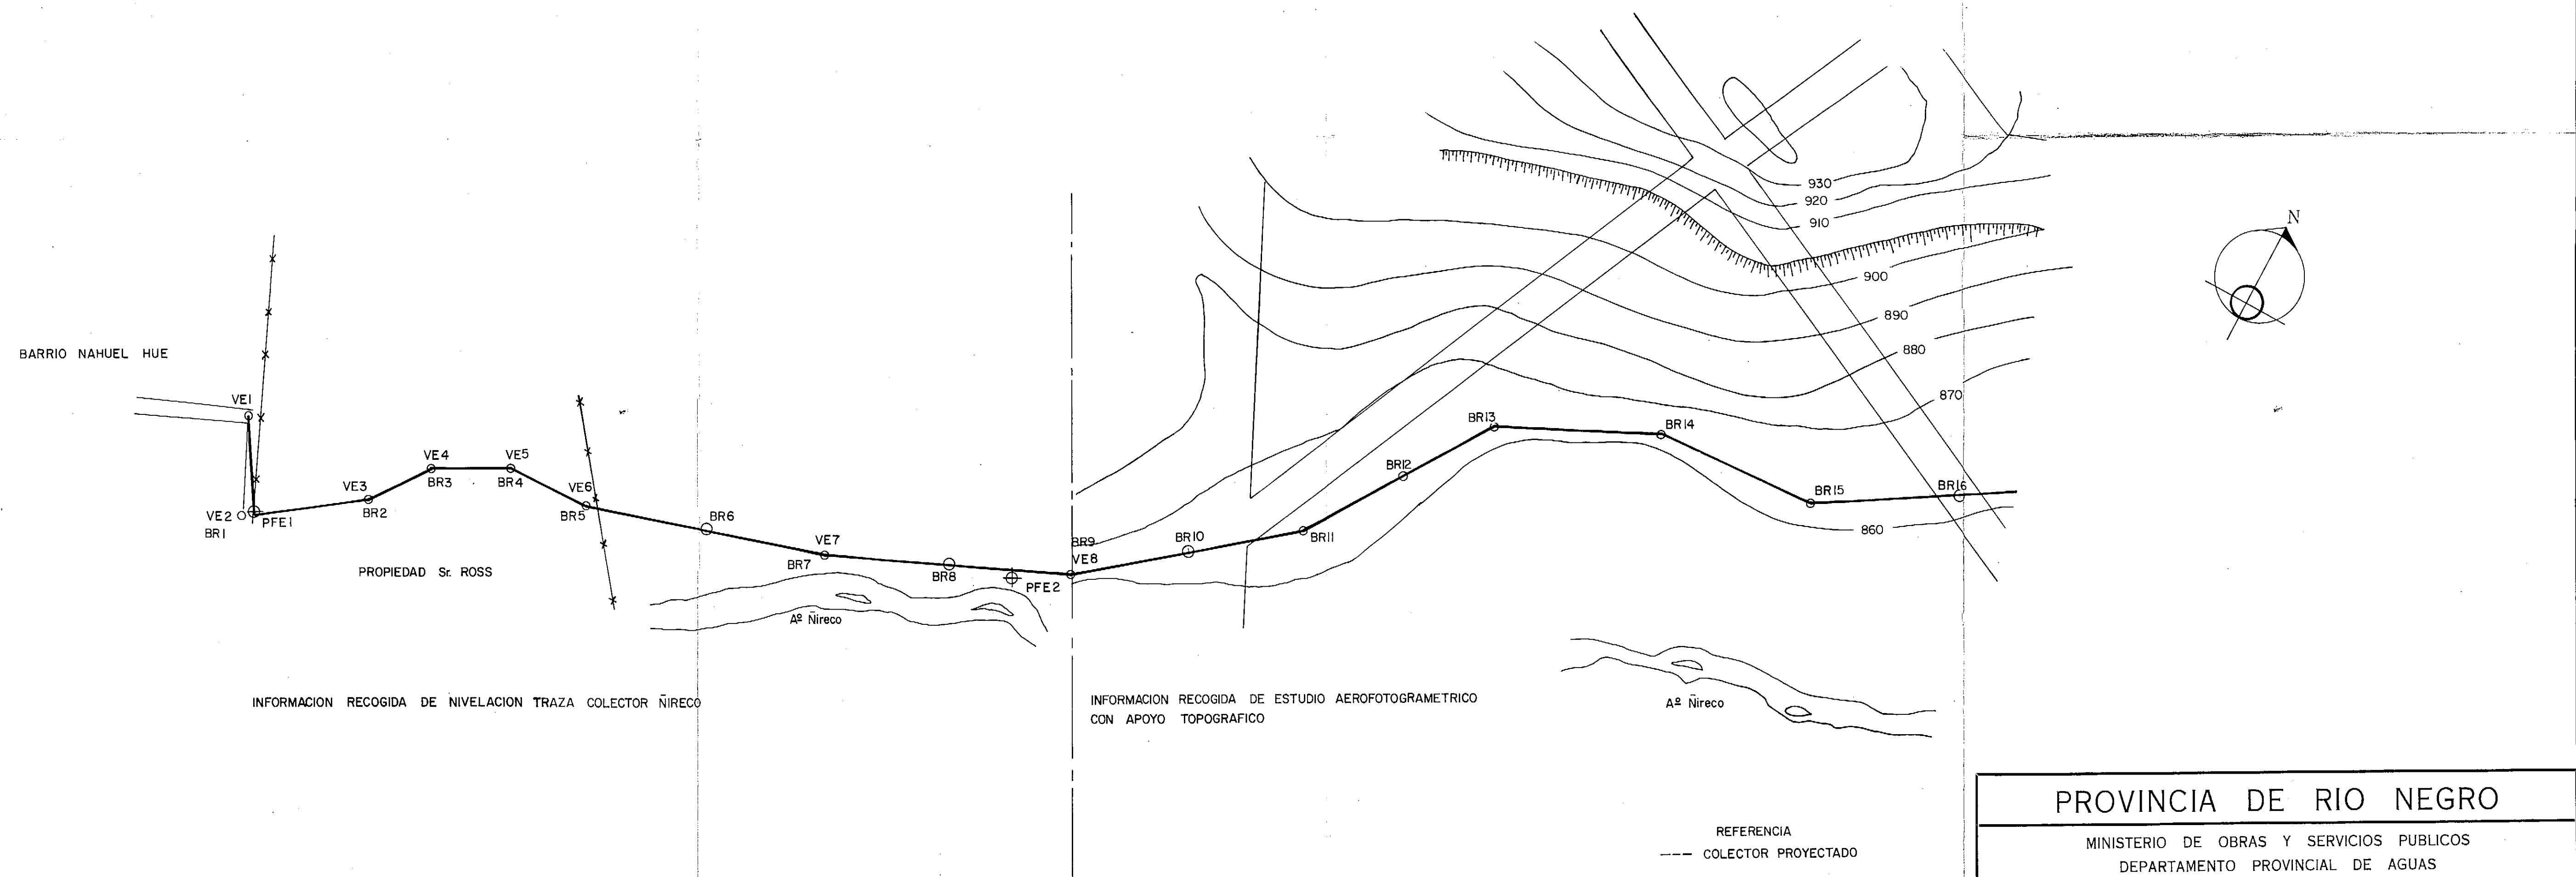 N
930
920
910
900
890
880
870
860
BARRIO NAHUEL HUE
VE1
VE2
BR1
PFE1
VE3
BR2
VE4
BR3
VE5
BR4
VE6
BR5
BR6
VE7
BR7
BR8
PFE2
BR9
VE8
BR10
BR11
BR12
BR13
BR14
BR15
BR16
PROPIEDAD Sr. ROSS
Aº Ñireco
Aº Ñireco
INFORMACION RECOGIDA DE NIVELACION TRAZA COLECTOR ÑIRECO
INFORMACION RECOGIDA DE ESTUDIO AEROFOTOGRAMETRICO
CON APOYO TOPOGRAFICO
REFERENCIA
--- COLECTOR PROYECTADO
PROVINCIA DE RIO NEGRO
MINISTERIO DE OBRAS Y SERVICIOS PUBLICOS
DEPARTAMENTO PROVINCIAL DE AGUAS